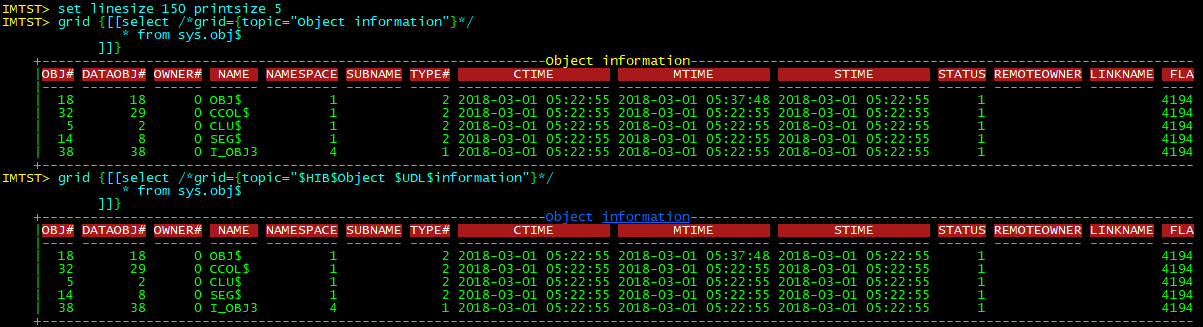 IMTST> set linesize 150 printsize 5
IMTST> grid {[[select /*grid={topic="Object information"}*/
* from sys.obj$
]]}
Object information
OBJ# DATAOBJ# OWNER# NAME NAMESPACE SUBNAME TYPE# CTIME MTIME STIME STATUS REMOTEOWNER LINKNAME FLA
18 18 0 OBJ$ 1 2 2018-03-01 05:22:55 2018-03-01 05:37:48 2018-03-01 05:22:55 1 4194
32 29 0 CCOL$ 1 2 2018-03-01 05:22:55 2018-03-01 05:22:55 2018-03-01 05:22:55 1 4194
5 2 0 CLU$ 1 2 2018-03-01 05:22:55 2018-03-01 05:22:55 2018-03-01 05:22:55 1 4194
14 8 0 SEG$ 1 2 2018-03-01 05:22:55 2018-03-01 05:22:55 2018-03-01 05:22:55 1 4194
38 38 0 I_OBJ3 4 1 2018-03-01 05:22:55 2018-03-01 05:22:55 2018-03-01 05:22:55 1 4194
IMTST> grid {[[select /*grid={topic="$HIB$Object $UDL$information"}*/
* from sys.obj$
]]}
Object information
OBJ# DATAOBJ# OWNER# NAME NAMESPACE SUBNAME TYPE# CTIME MTIME STIME STATUS REMOTEOWNER LINKNAME FLA
18 18 0 OBJ$ 1 2 2018-03-01 05:22:55 2018-03-01 05:37:48 2018-03-01 05:22:55 1 4194
32 29 0 CCOL$ 1 2 2018-03-01 05:22:55 2018-03-01 05:22:55 2018-03-01 05:22:55 1 4194
5 2 0 CLU$ 1 2 2018-03-01 05:22:55 2018-03-01 05:22:55 2018-03-01 05:22:55 1 4194
14 8 0 SEG$ 1 2 2018-03-01 05:22:55 2018-03-01 05:22:55 2018-03-01 05:22:55 1 4194
38 38 0 I_OBJ3 4 1 2018-03-01 05:22:55 2018-03-01 05:22:55 2018-03-01 05:22:55 1 4194